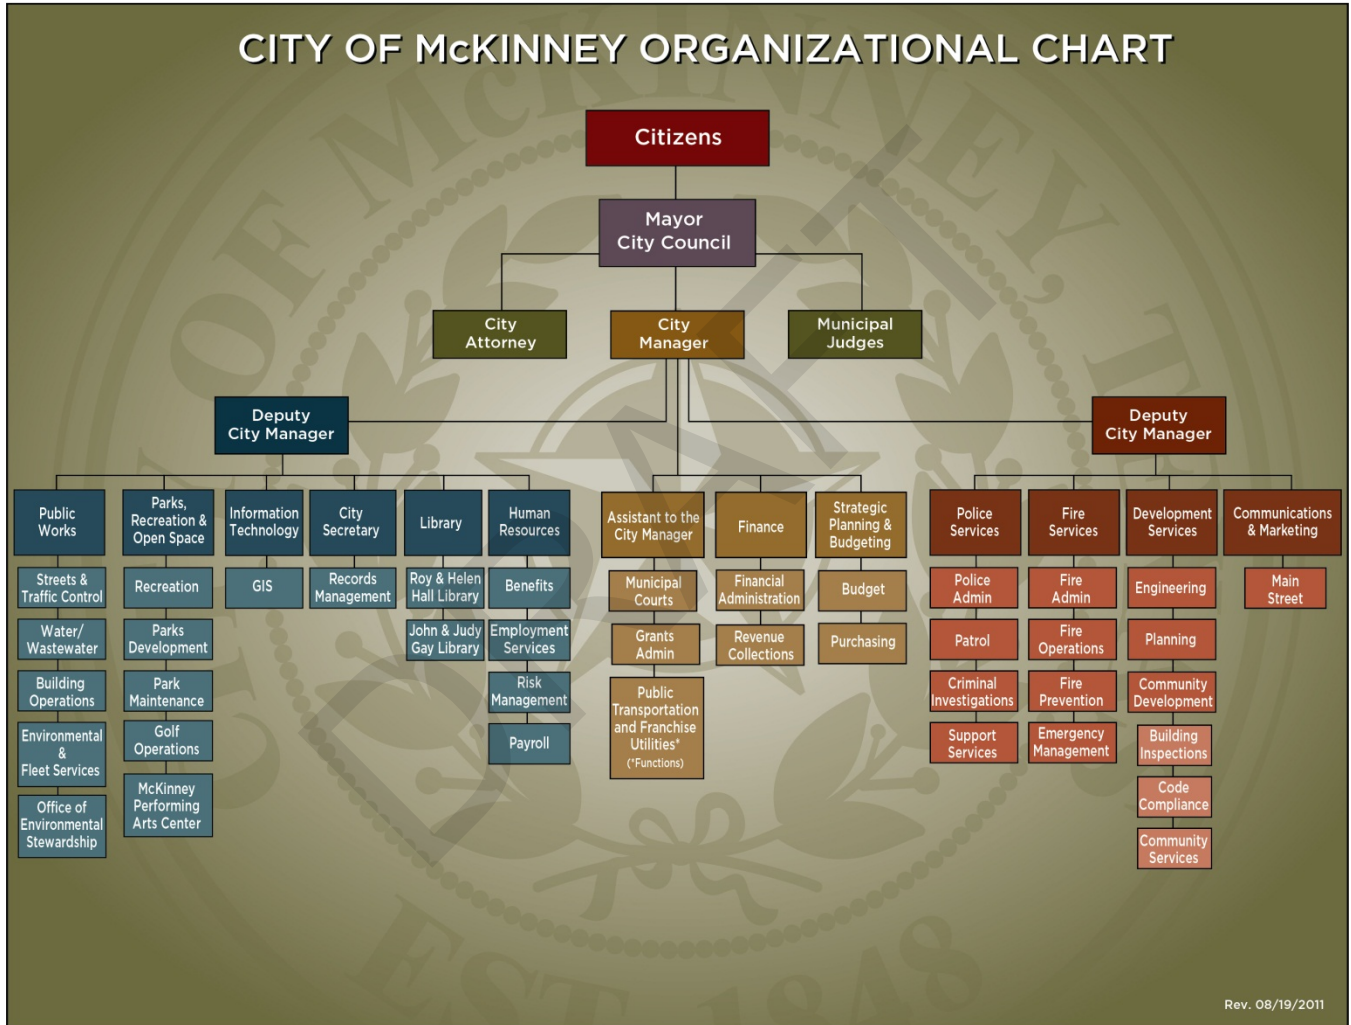 CITY OF McKINNEY ORGANIZATIONAL CHART
Citizens
Mayor
City Council
City
Attorney
City
Manager
Municipal
Judges
Deputy
City Manager
Deputy
City Manager
Public
Works
Streets &
Traffic Control
Water/
Wastewater
Building
Operations
Environmental
&
Fleet Services
Office of
Environmental
Stewardship
Parks,
Recreation &
Open Space
Recreation
Parks
Development
Park
Maintenance
Golf
Operations
McKinney
Performing
Arts Center
Information
Technology
GIS
City
Secretary
Records
Management
Library
Roy & Helen
Hall Library
John & Judy
Gay Library
Human
Resources
Benefits
Employment
Services
Risk
Management
Payroll
Assistant to the
City Manager
Municipal
Courts
Grants
Admin
Public
Transportation
and Franchise
Utilities*
(*Functions)
Finance
Financial
Administration
Revenue
Collections
Strategic
Planning &
Budgeting
Budget
Purchasing
Police
Services
Police
Admin
Patrol
Criminal
Investigations
Support
Services
Fire
Services
Fire
Admin
Fire
Operations
Fire
Prevention
Emergency
Management
Development
Services
Engineering
Planning
Community
Development
Building
Inspections
Code
Compliance
Community
Services
Communications
& Marketing
Main
Street
DRAFT
CITY OF McKINNEY, TEXAS
EST. 1848
Rev. 08/19/2011